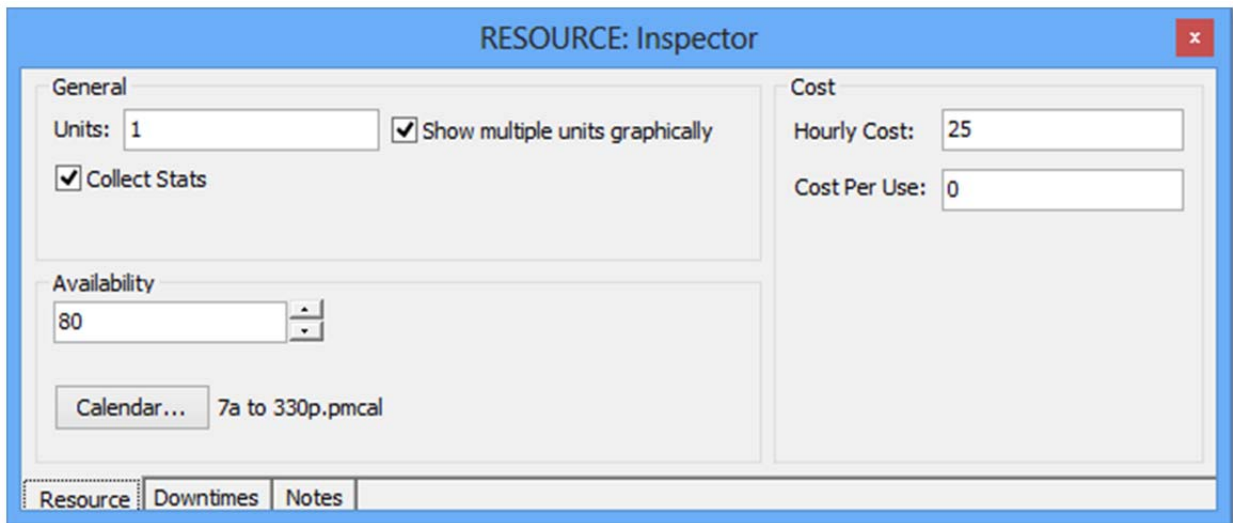 RESOURCE: Inspector
x
General
Units: 1
Show multiple units graphically
Collect Stats
Availability
80
Calendar... 7a to 330p.pmcal
Cost
Hourly Cost: 25
Cost Per Use: 0
Resource Downtimes Notes